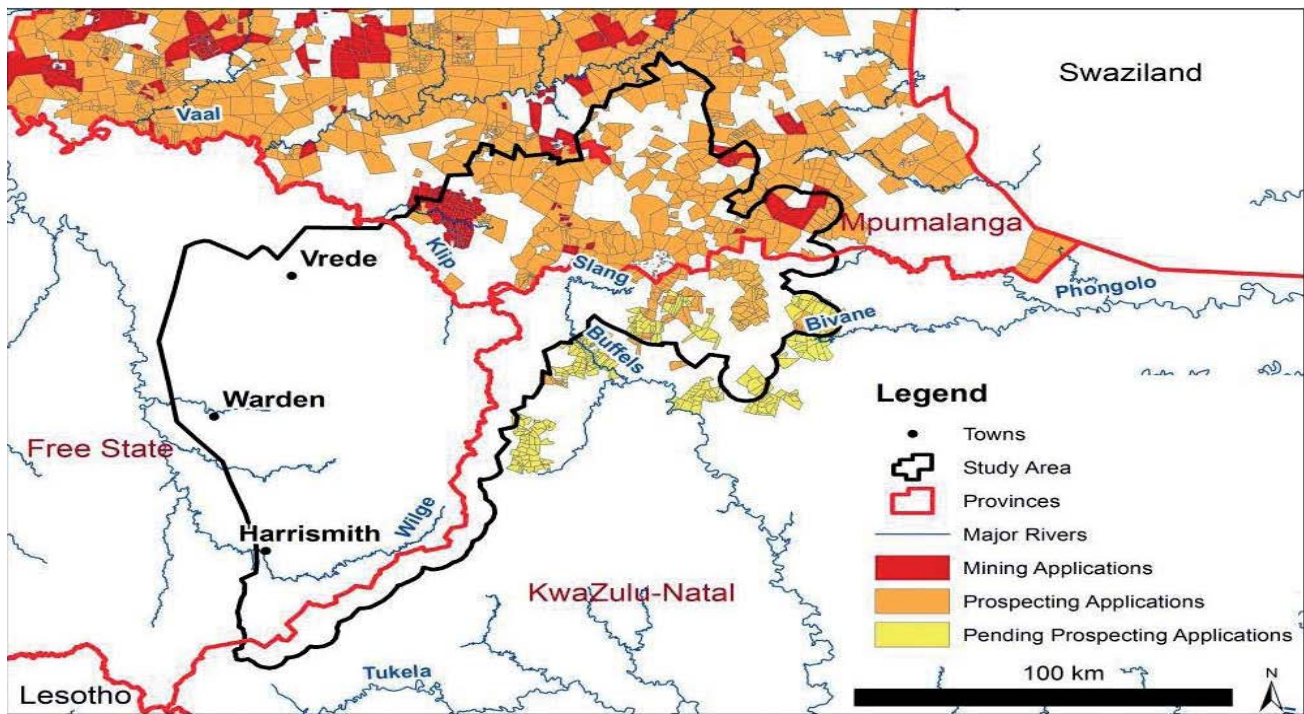 Swaziland
Vaal
Mpumalanga
Klip
Vrede
Slang
Phongolo
Bivane
Buffels
Warden
Free State
Harrismith
Wilge
KwaZulu-Natal
Tukela
Lesotho
Legend
Towns
Study Area
Provinces
Major Rivers
Mining Applications
Prospecting Applications
Pending Prospecting Applications
100 km
N